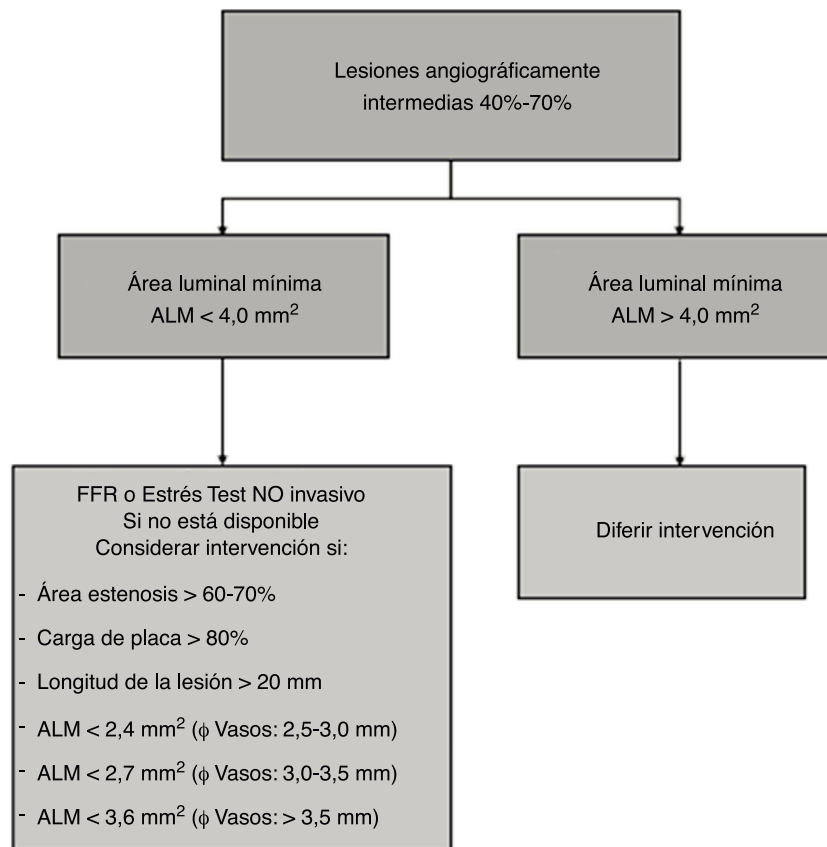 Lesiones angiográficamente
intermedias 40%-70%
Área luminal mínima
ALM < 4,0 mm²
Área luminal mínima
ALM > 4,0 mm²
FFR o Estrés Test NO invasivo
Si no está disponible
Considerar intervención si:
- Área estenosis > 60-70%
- Carga de placa > 80%
- Longitud de la lesión > 20 mm
- ALM < 2,4 mm² (ϕ Vasos: 2,5-3,0 mm)
- ALM < 2,7 mm² (ϕ Vasos: 3,0-3,5 mm)
- ALM < 3,6 mm² (ϕ Vasos: > 3,5 mm)
Diferir intervención